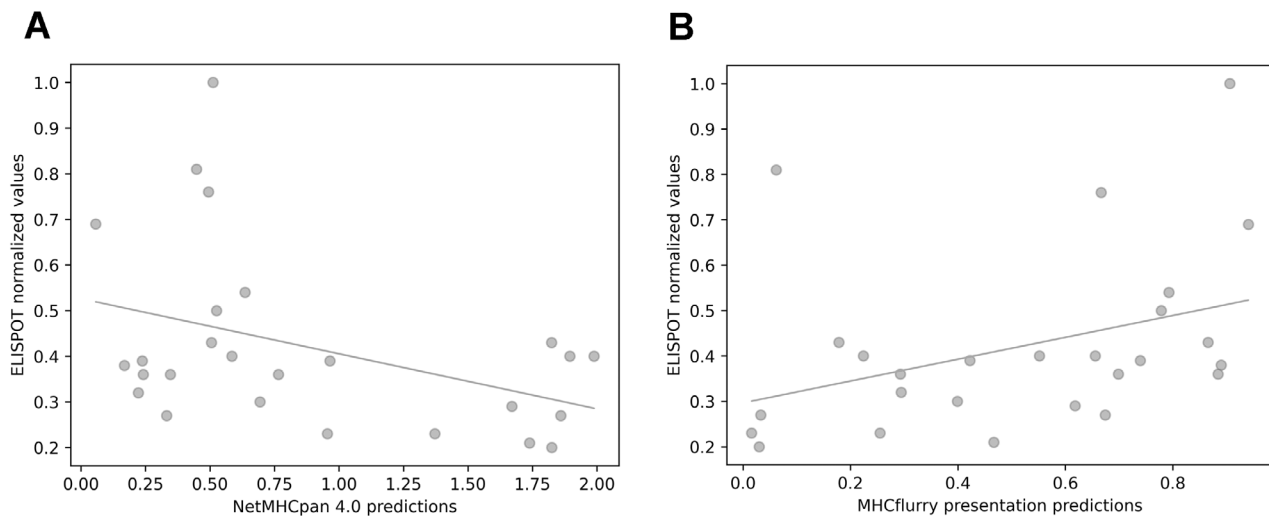 A
1.0
0.9
0.8
0.7
0.6
0.5
0.4
0.3
0.2
ELISPOT normalized values
0.00 0.25 0.50 0.75 1.00 1.25 1.50 1.75 2.00
NetMHCpan 4.0 predictions
B
1.0
0.9
0.8
0.7
0.6
0.5
0.4
0.3
0.2
ELISPOT normalized values
0.0 0.2 0.4 0.6 0.8
MHCflurry presentation predictions